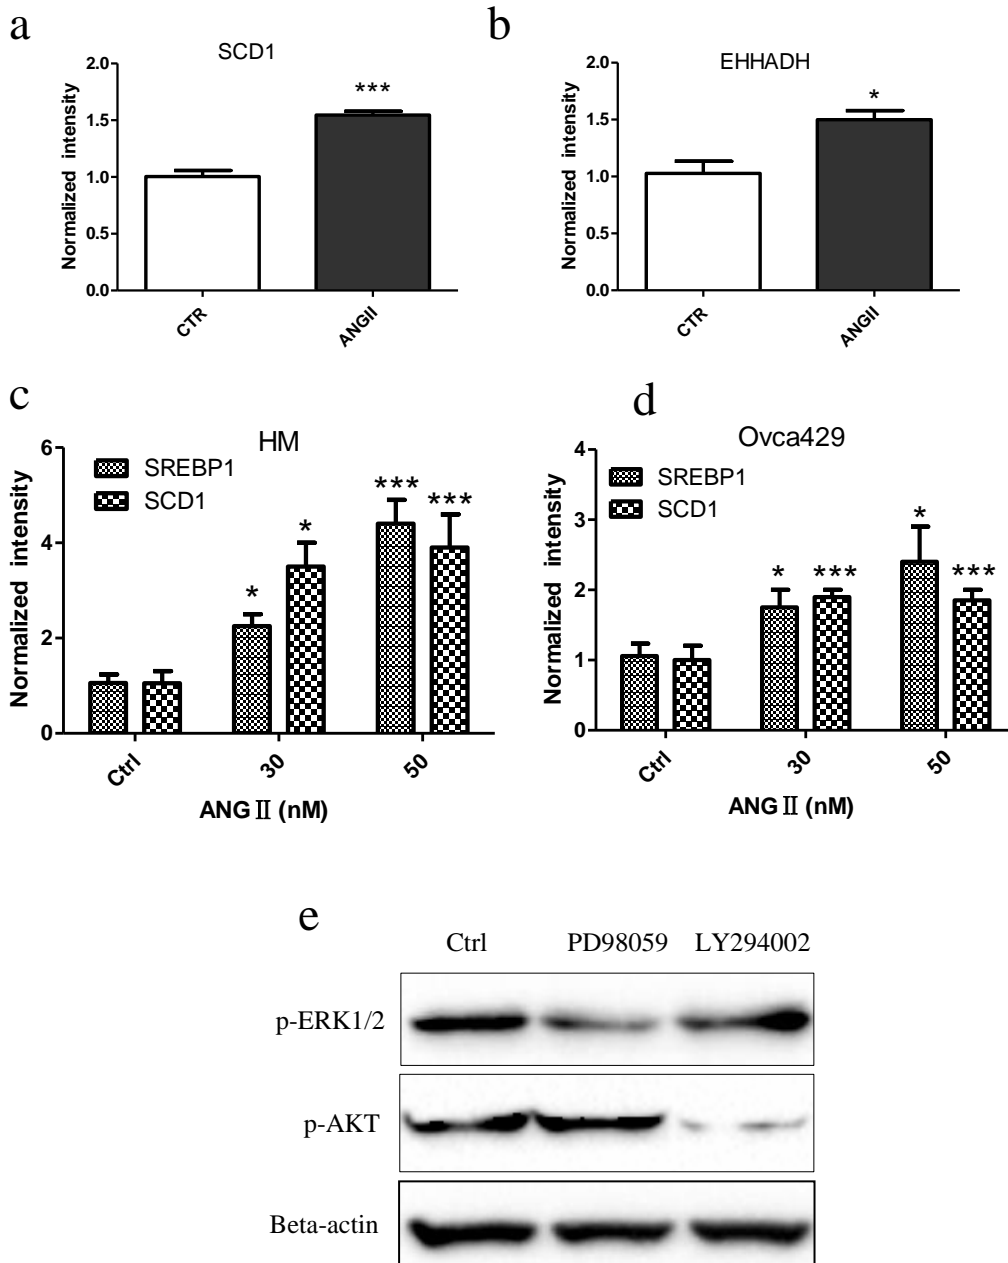 a
SCD1
Normalized intensity
2.0
1.5
1.0
0.5
0.0
***
CTR
ANGII
b
EHHADH
Normalized intensity
2.0
1.5
1.0
0.5
0.0
*
CTR
ANGII
c
HM
Normalized intensity
6
4
2
0
SREBP1
SCD1
* * *** ***
Ctrl 30 50
ANG Ⅱ (nM)
d
Ovca429
Normalized intensity
4
3
2
1
0
SREBP1
SCD1
* *** * ***
Ctrl 30 50
ANG Ⅱ (nM)
e
Ctrl PD98059 LY294002
p-ERK1/2
p-AKT
Beta-actin